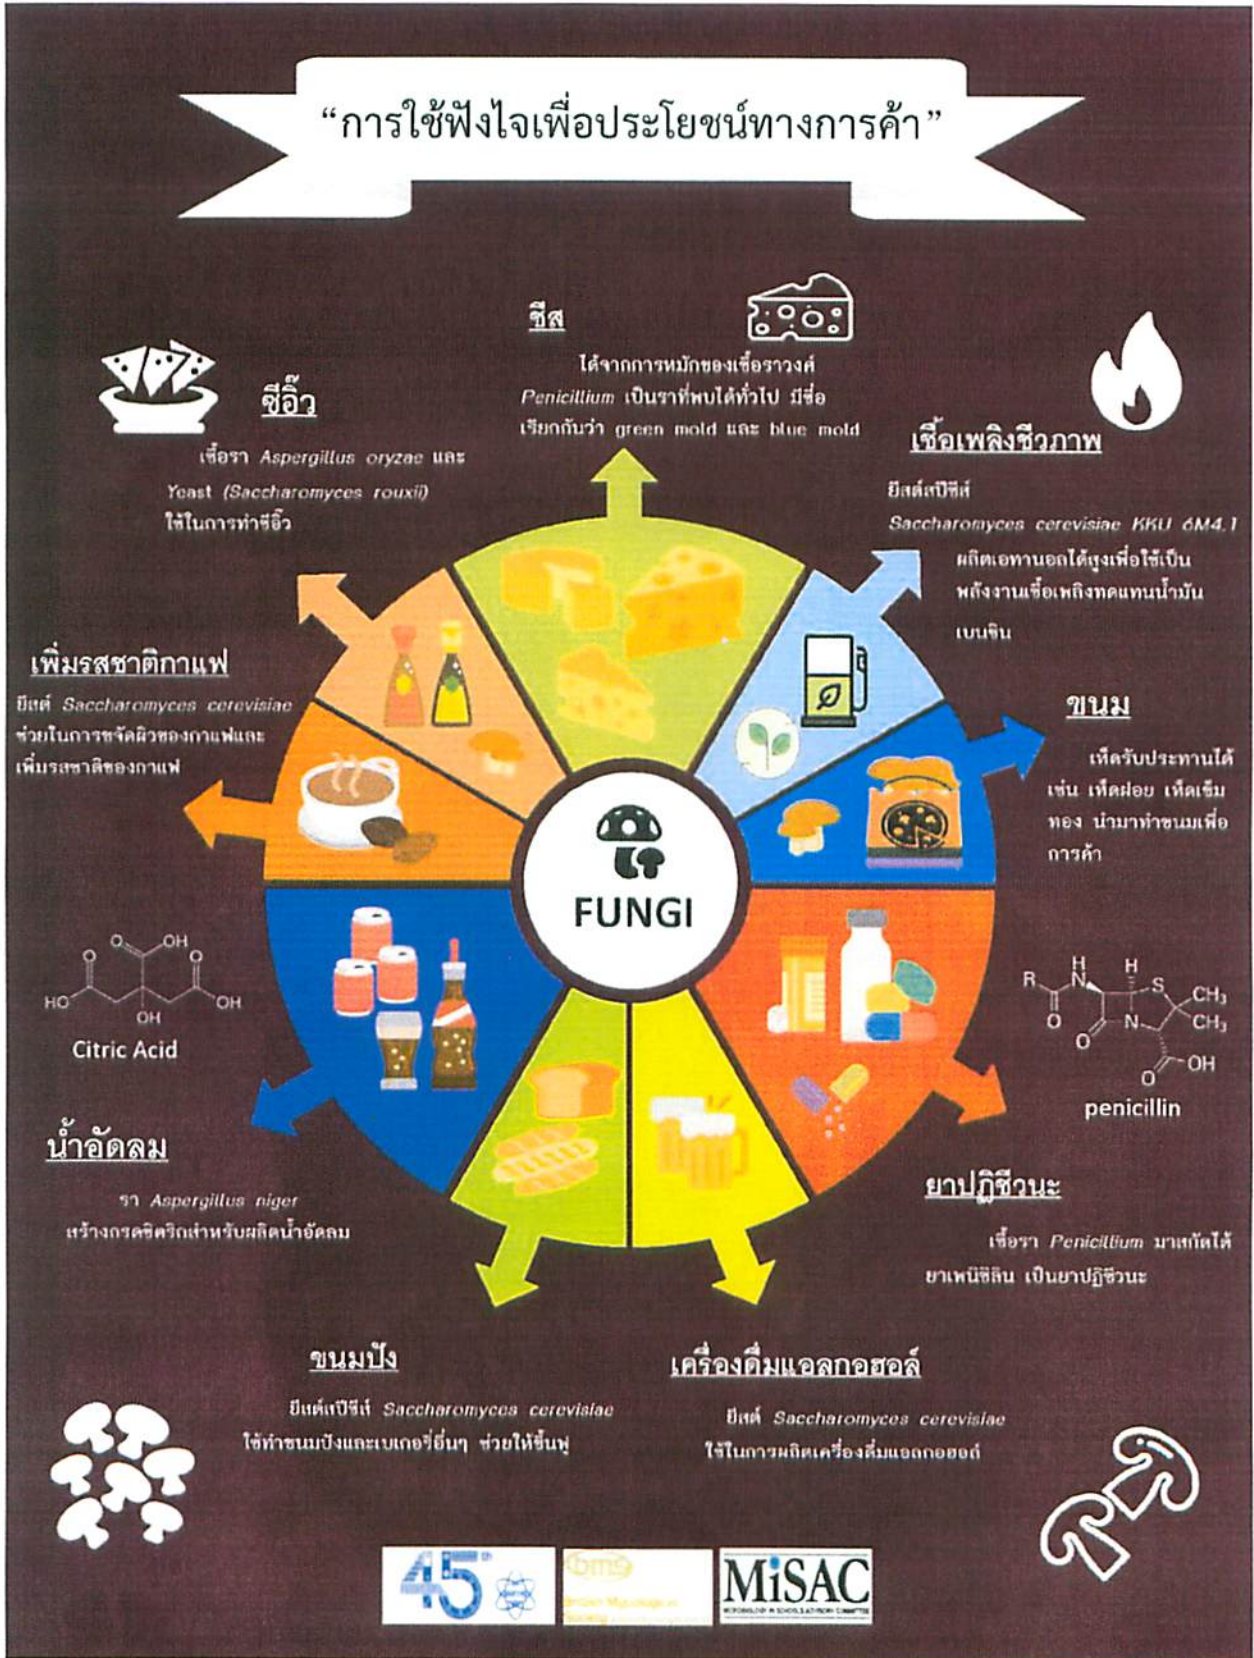 “การใช้ฟังไจเพื่อประโยชน์ทางการค้า”
ชีส
ได้จากการหมักของเชื้อราวงศ์
Penicillium เป็นราที่พบได้ทั่วไป มีชื่อ
เรียกกันว่า green mold และ blue mold
ซีอิ๊ว
เชื้อรา Aspergillus oryzae และ
Yeast (Saccharomyces rouxii)
ใช้ในการทำซีอิ๊ว
เชื้อเพลิงชีวภาพ
ยีสต์สปีชีส์
Saccharomyces cerevisiae KKU 6M4.1
ผลิตเอทานอลได้สูงเพื่อใช้เป็น
พลังงานเชื้อเพลิงทดแทนน้ำมัน
เบนซิน
เพิ่มรสชาติกาแฟ
ยีสต์ Saccharomyces cerevisiae
ช่วยในการขจัดผิวของกาแฟและ
เพิ่มรสชาติของกาแฟ
ขนม
เห็ดรับประทานได้
เช่น เห็ดฝอย เห็ดเข็ม
ทอง นำมาทำขนมเพื่อ
การค้า
FUNGI
O OH
O O
HO OH
OH
Citric Acid
H H
R N S CH₃
O N CH₃
O
O OH
penicillin
น้ำอัดลม
รา Aspergillus niger
สร้างกรดซิตริกสำหรับผลิตน้ำอัดลม
ยาปฏิชีวนะ
เชื้อรา Penicillium มาสกัดได้
ยาเพนิซิลิน เป็นยาปฏิชีวนะ
ขนมปัง
ยีสต์สปีชีส์ Saccharomyces cerevisiae
ใช้ทำขนมปังและเบเกอรี่อื่นๆ ช่วยให้ขึ้นฟู
เครื่องดื่มแอลกอฮอล์
ยีสต์ Saccharomyces cerevisiae
ใช้ในการผลิตเครื่องดื่มแอลกอฮอล์
45th
bms
British Mycological
Society
MiSAC
MICROBIOLOGY IN SCHOOLS ADVISORY COMMITTEE